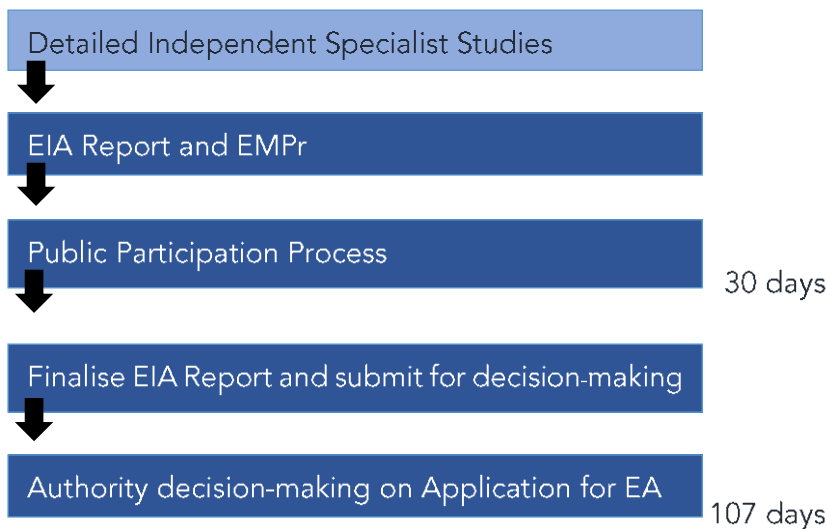 Detailed Independent Specialist Studies
EIA Report and EMPr
Public Participation Process
30 days
Finalise EIA Report and submit for decision-making
Authority decision-making on Application for EA
107 days